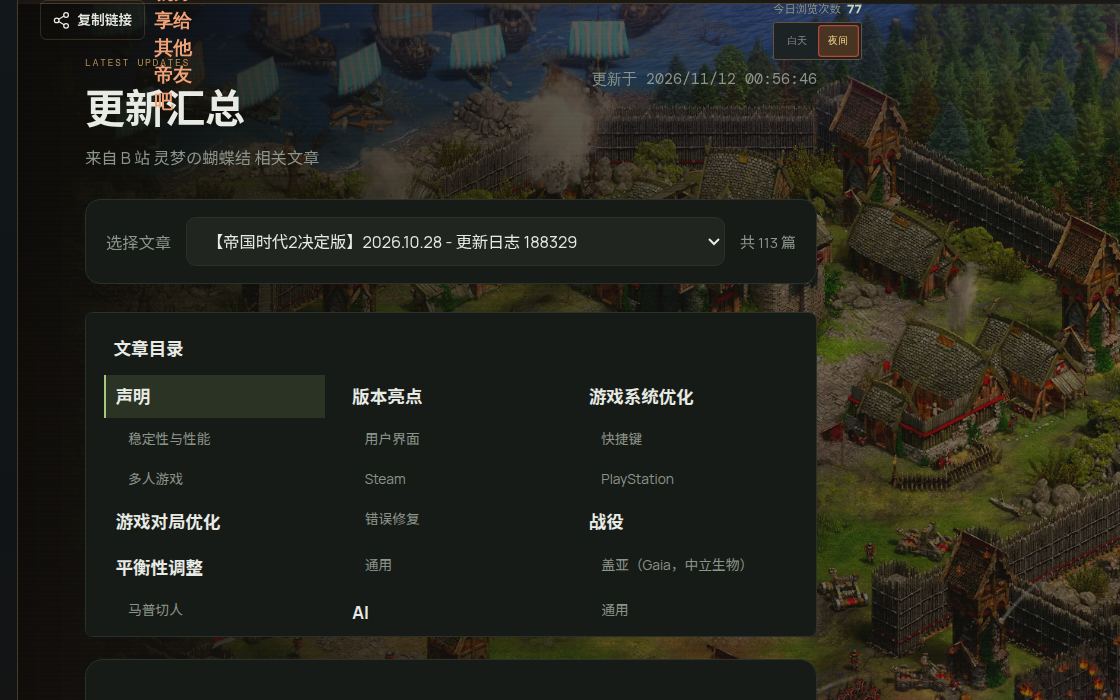 今日浏览次数 77
复制链接
享给
其他
帝友
吧
白天
夜间
LATEST UPDATES
更新于 2026/11/12 00:56:46
更新汇总
来自 B 站 灵梦の蝴蝶结 相关文章
选择文章
【帝国时代2决定版】2026.10.28 - 更新日志 188329
共 113 篇
文章目录
声明
版本亮点
游戏系统优化
稳定性与性能
用户界面
快捷键
多人游戏
Steam
PlayStation
游戏对局优化
错误修复
战役
平衡性调整
通用
盖亚（Gaia，中立生物）
马普切人
AI
通用